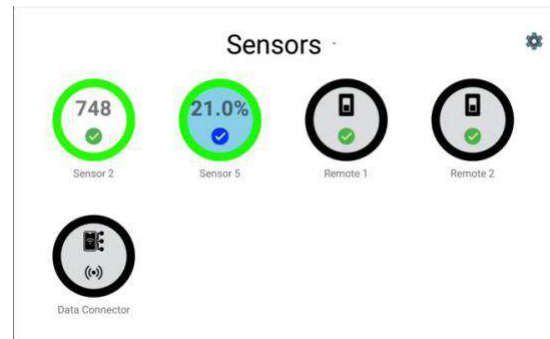 Sensors
748
21.0%
Sensor 2
Sensor 5
Remote 1
Remote 2
Data Connector